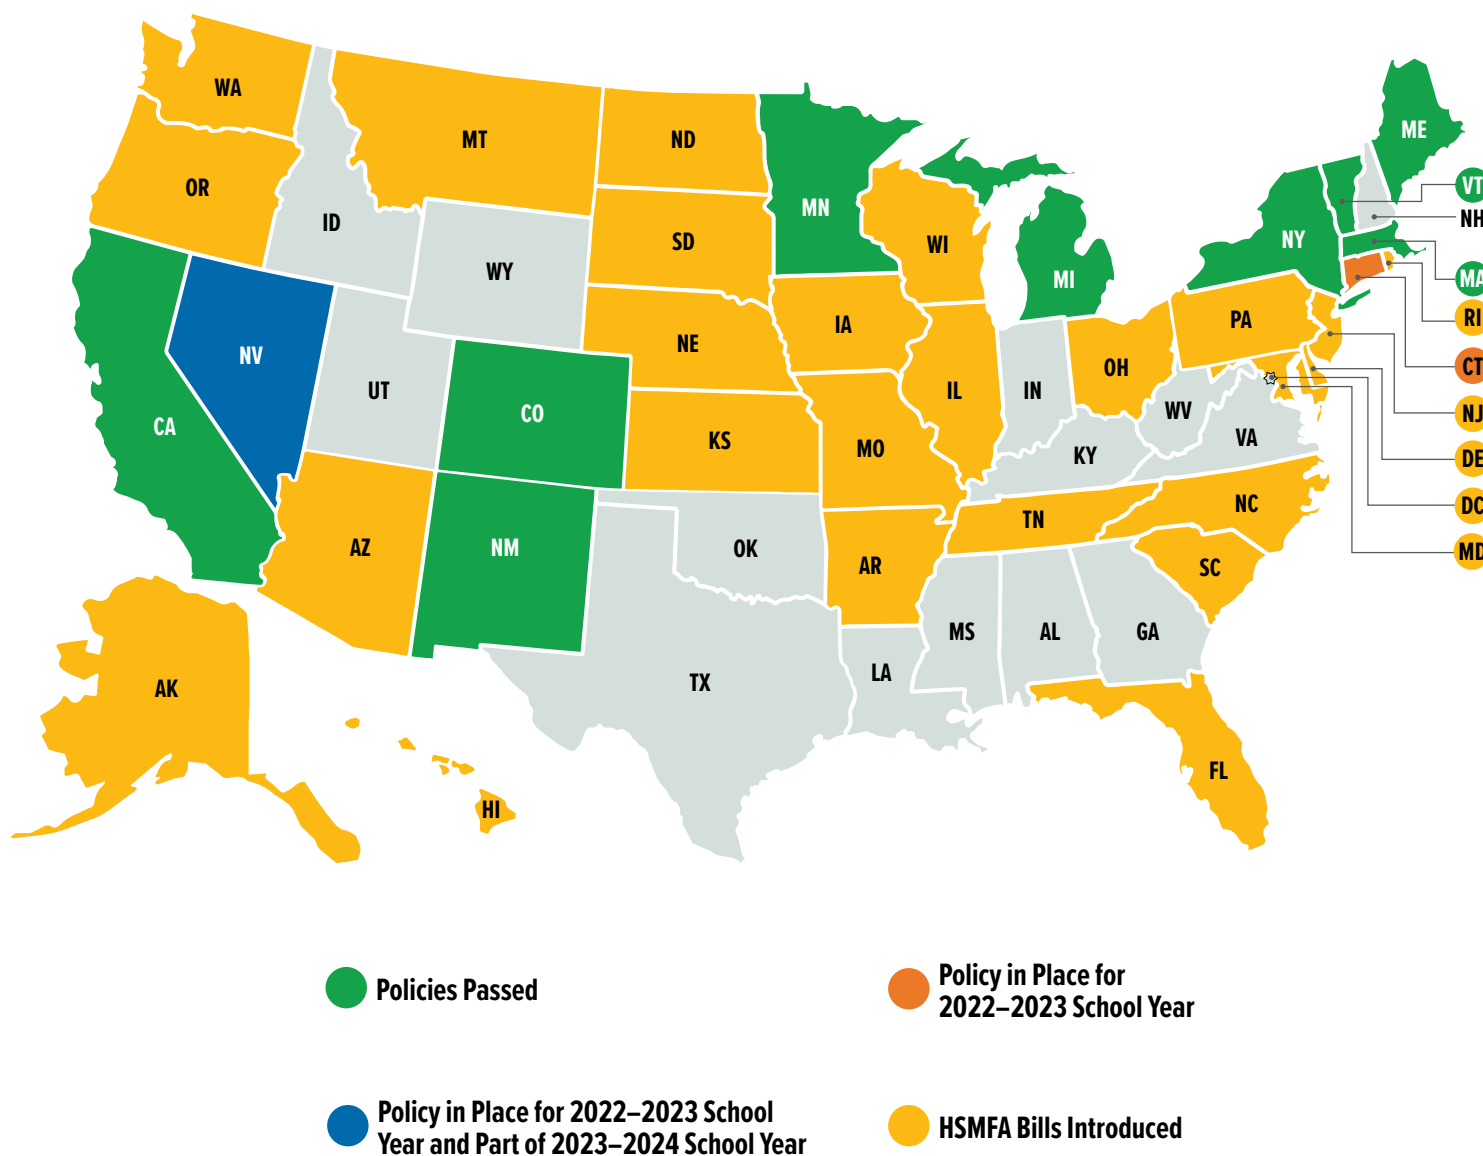 WA
MT
ND
ME
OR
VT
MN
NH
ID
SD
NY
WI
WY
MI
MA
RI
PA
IA
NE
NV
OH
CT
UT
IL
IN
CO
WV
NJ
CA
VA
KS
MO
KY
DE
NC
DC
TN
AZ
NM
OK
MD
AR
SC
MS
AL
GA
LA
TX
AK
FL
HI
Policies Passed
Policy in Place for
2022–2023 School Year
Policy in Place for 2022–2023 School
Year and Part of 2023–2024 School Year
HSMFA Bills Introduced